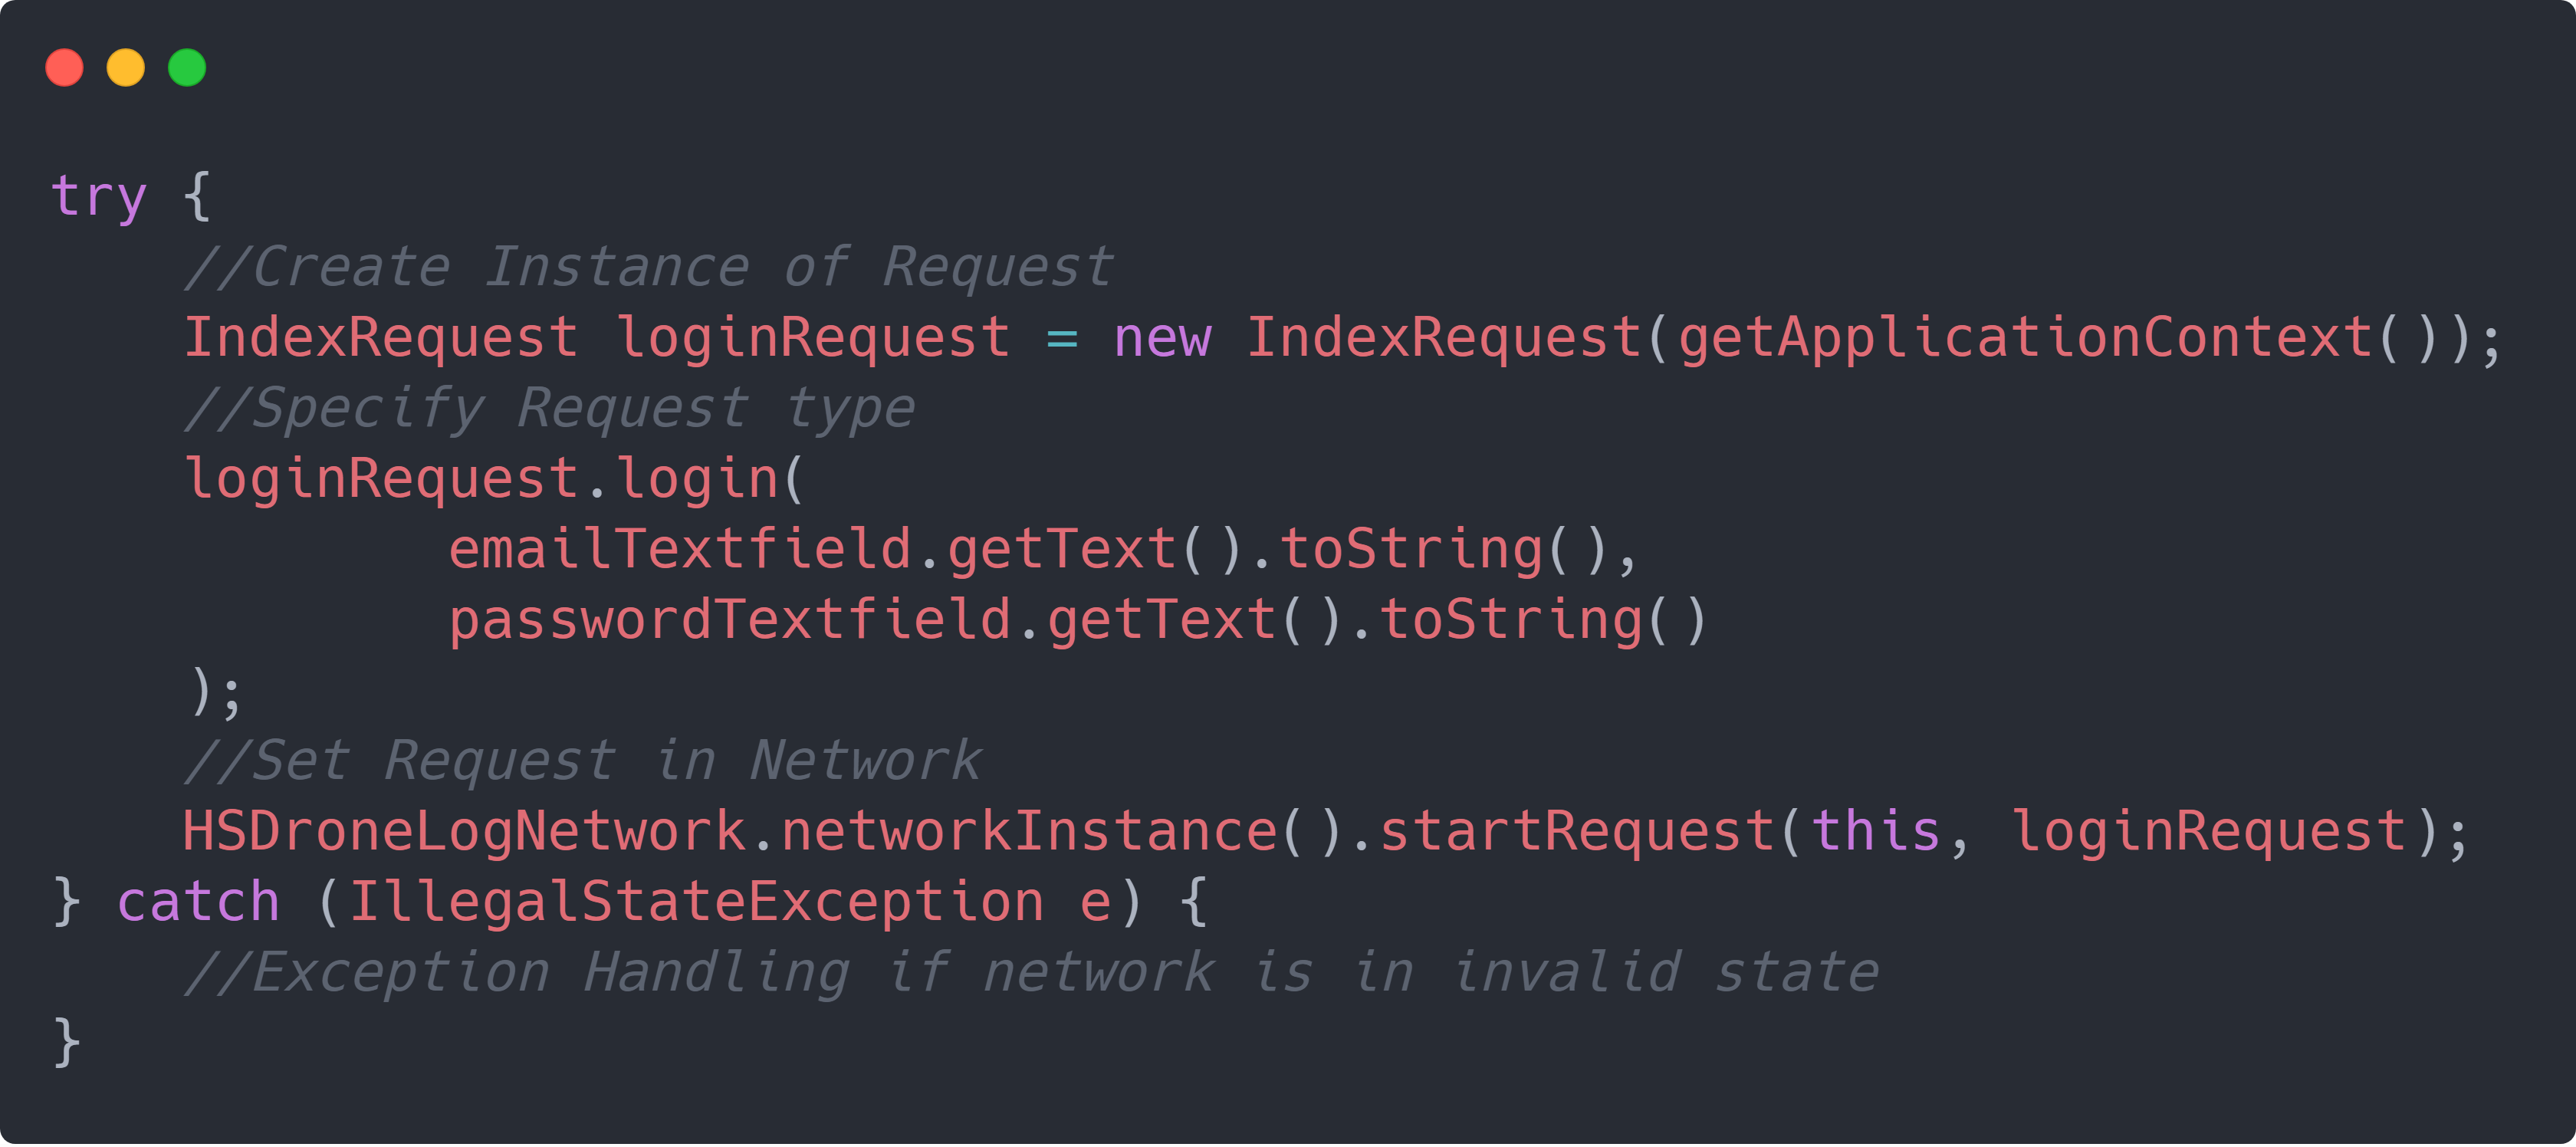 try {
    //Create Instance of Request
    IndexRequest loginRequest = new IndexRequest(getApplicationContext());
    //Specify Request type
    loginRequest.login(
            emailTextfield.getText().toString(),
            passwordTextfield.getText().toString()
    );
    //Set Request in Network
    HSDroneLogNetwork.networkInstance().startRequest(this, loginRequest);
} catch (IllegalStateException e) {
    //Exception Handling if network is in invalid state
}